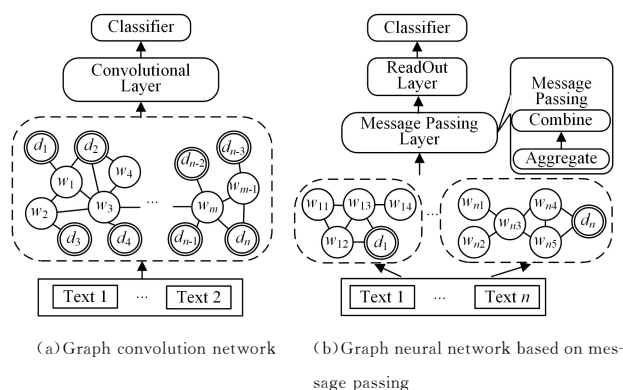 Classifier
Convolutional
Layer
d1 d2 dn-2 dn-3
w1 w4 wm-1
w2 w3 ... wm
d3 d4 dn-1 dn
Text 1 ... Text 2
(a)Graph convolution network
Classifier
ReadOut
Layer
Message Passing
Layer
Message
Passing
Combine
Aggregate
w11 w13 w14
w12 d1
...
wn1 wn4
wn3 dn
wn2 wn5
Text 1 ... Text n
(b)Graph neural network based on mes-
sage passing